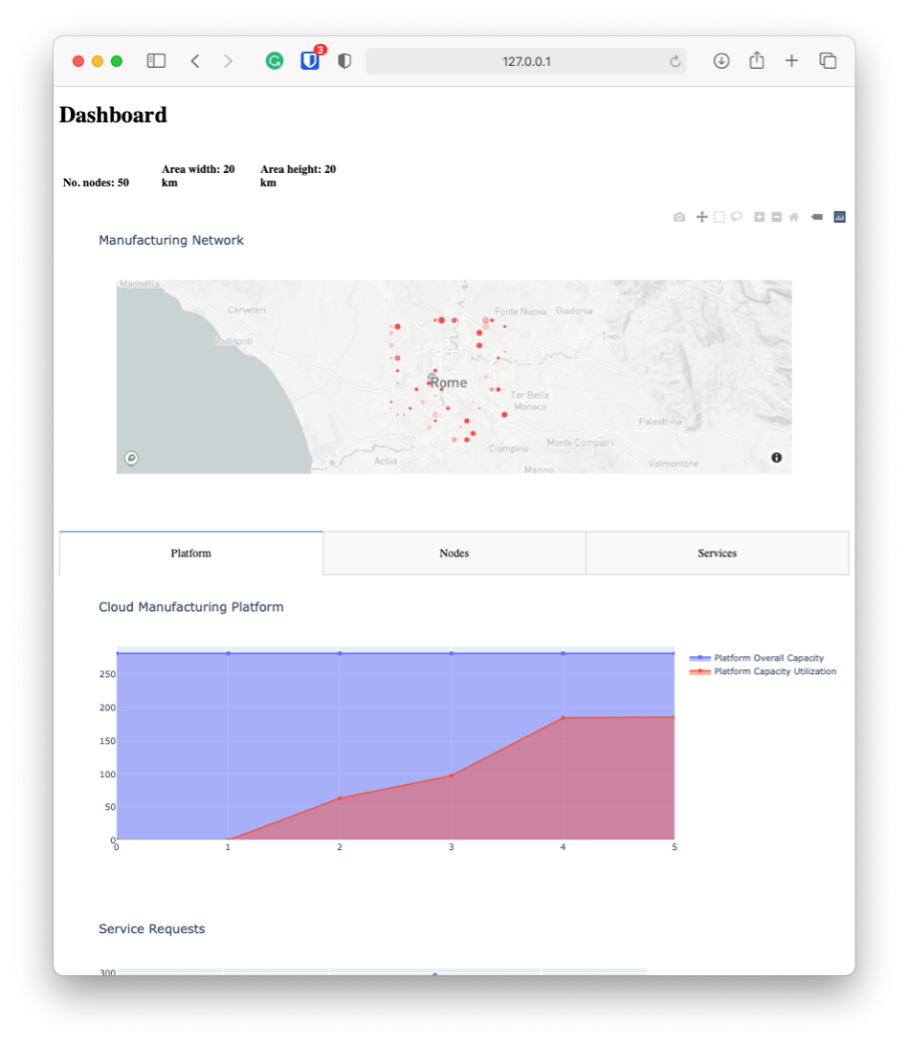 3
127.0.0.1
Dashboard
No. nodes: 50
Area width: 20
km
Area height: 20
km
Manufacturing Network
Marinella
Cerveteri
Ladispoli
Fonte Nuova
Guidonia
Tivoli
Rome
Tor Bella
Monaca
Palestrina
Ciampino
Monte Compatri
Acilia
Marino
Valmontone
Platform
Nodes
Services
Cloud Manufacturing Platform
Platform Overall Capacity
Platform Capacity Utilization
250
200
150
100
50
0
0 1 2 3 4 5
Service Requests
300